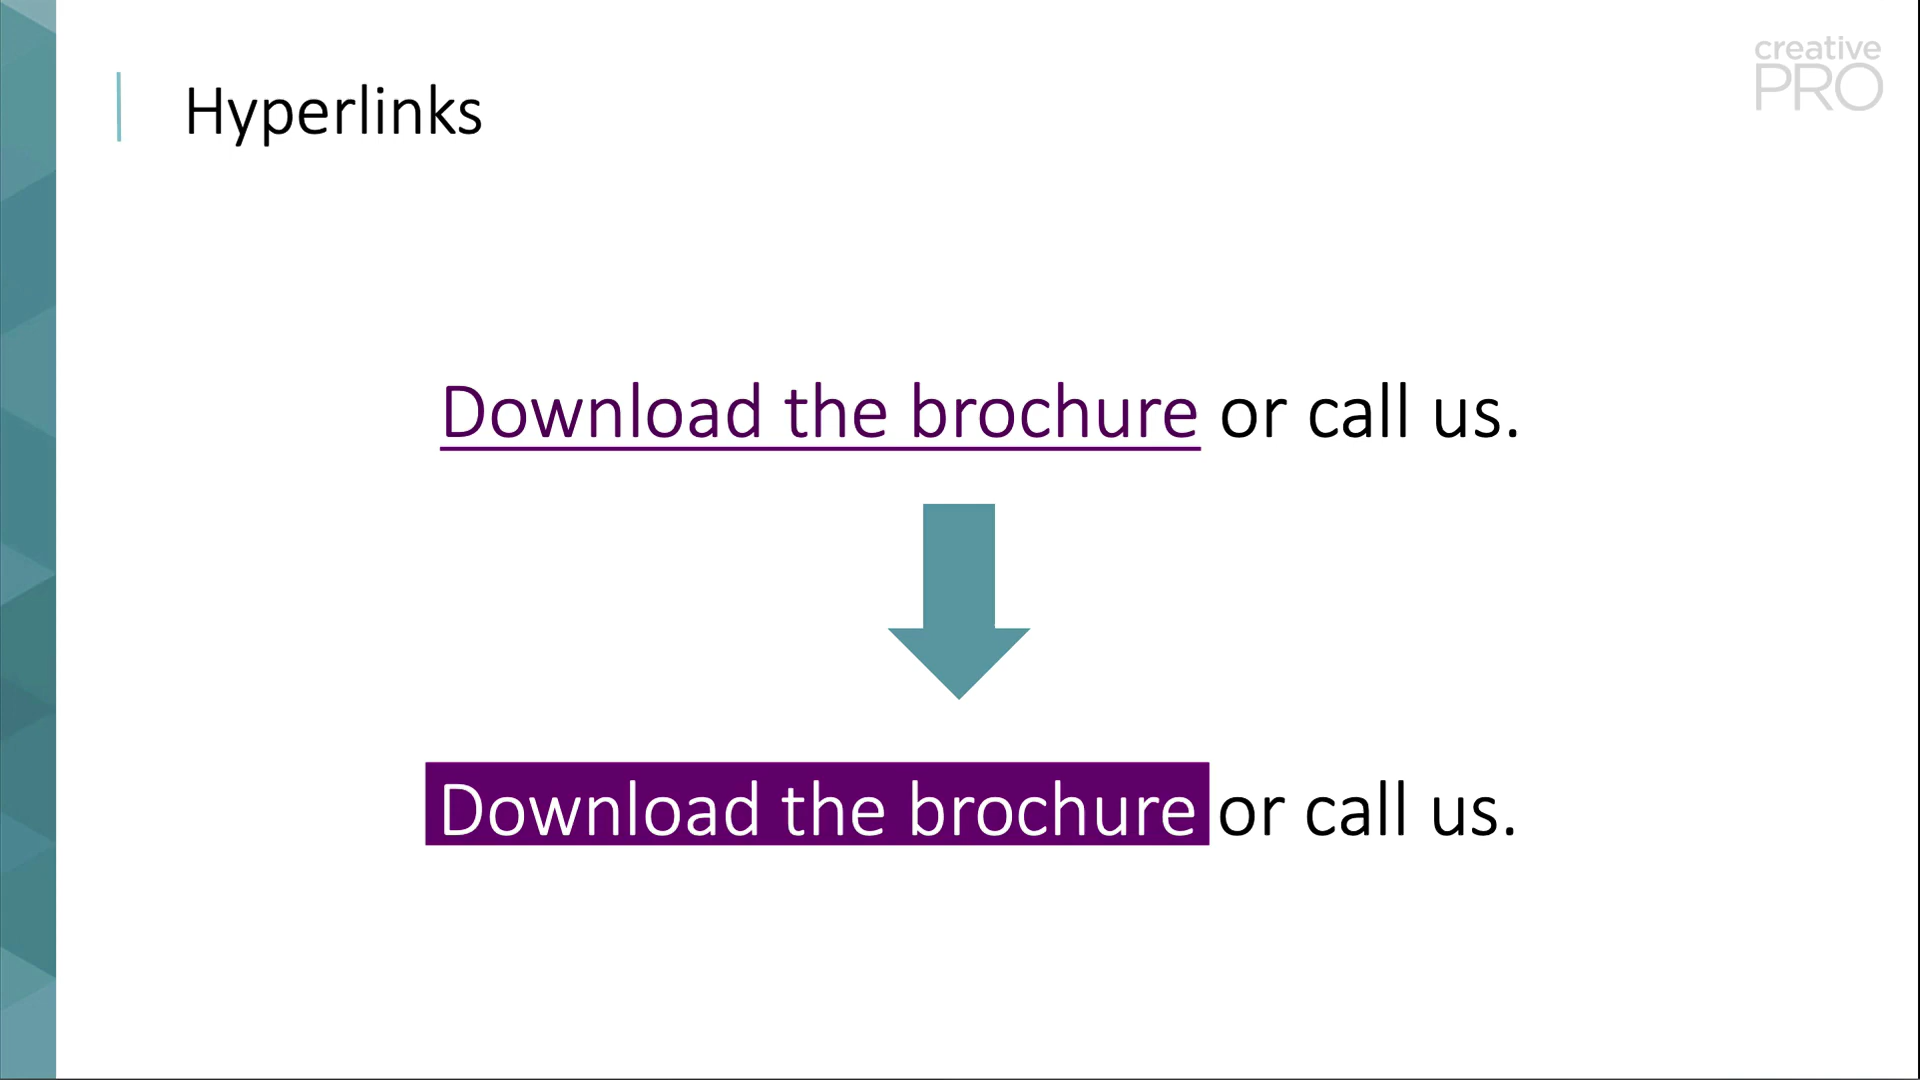 creative
PRO
Hyperlinks
Download the brochure or call us.
Download the brochure or call us.